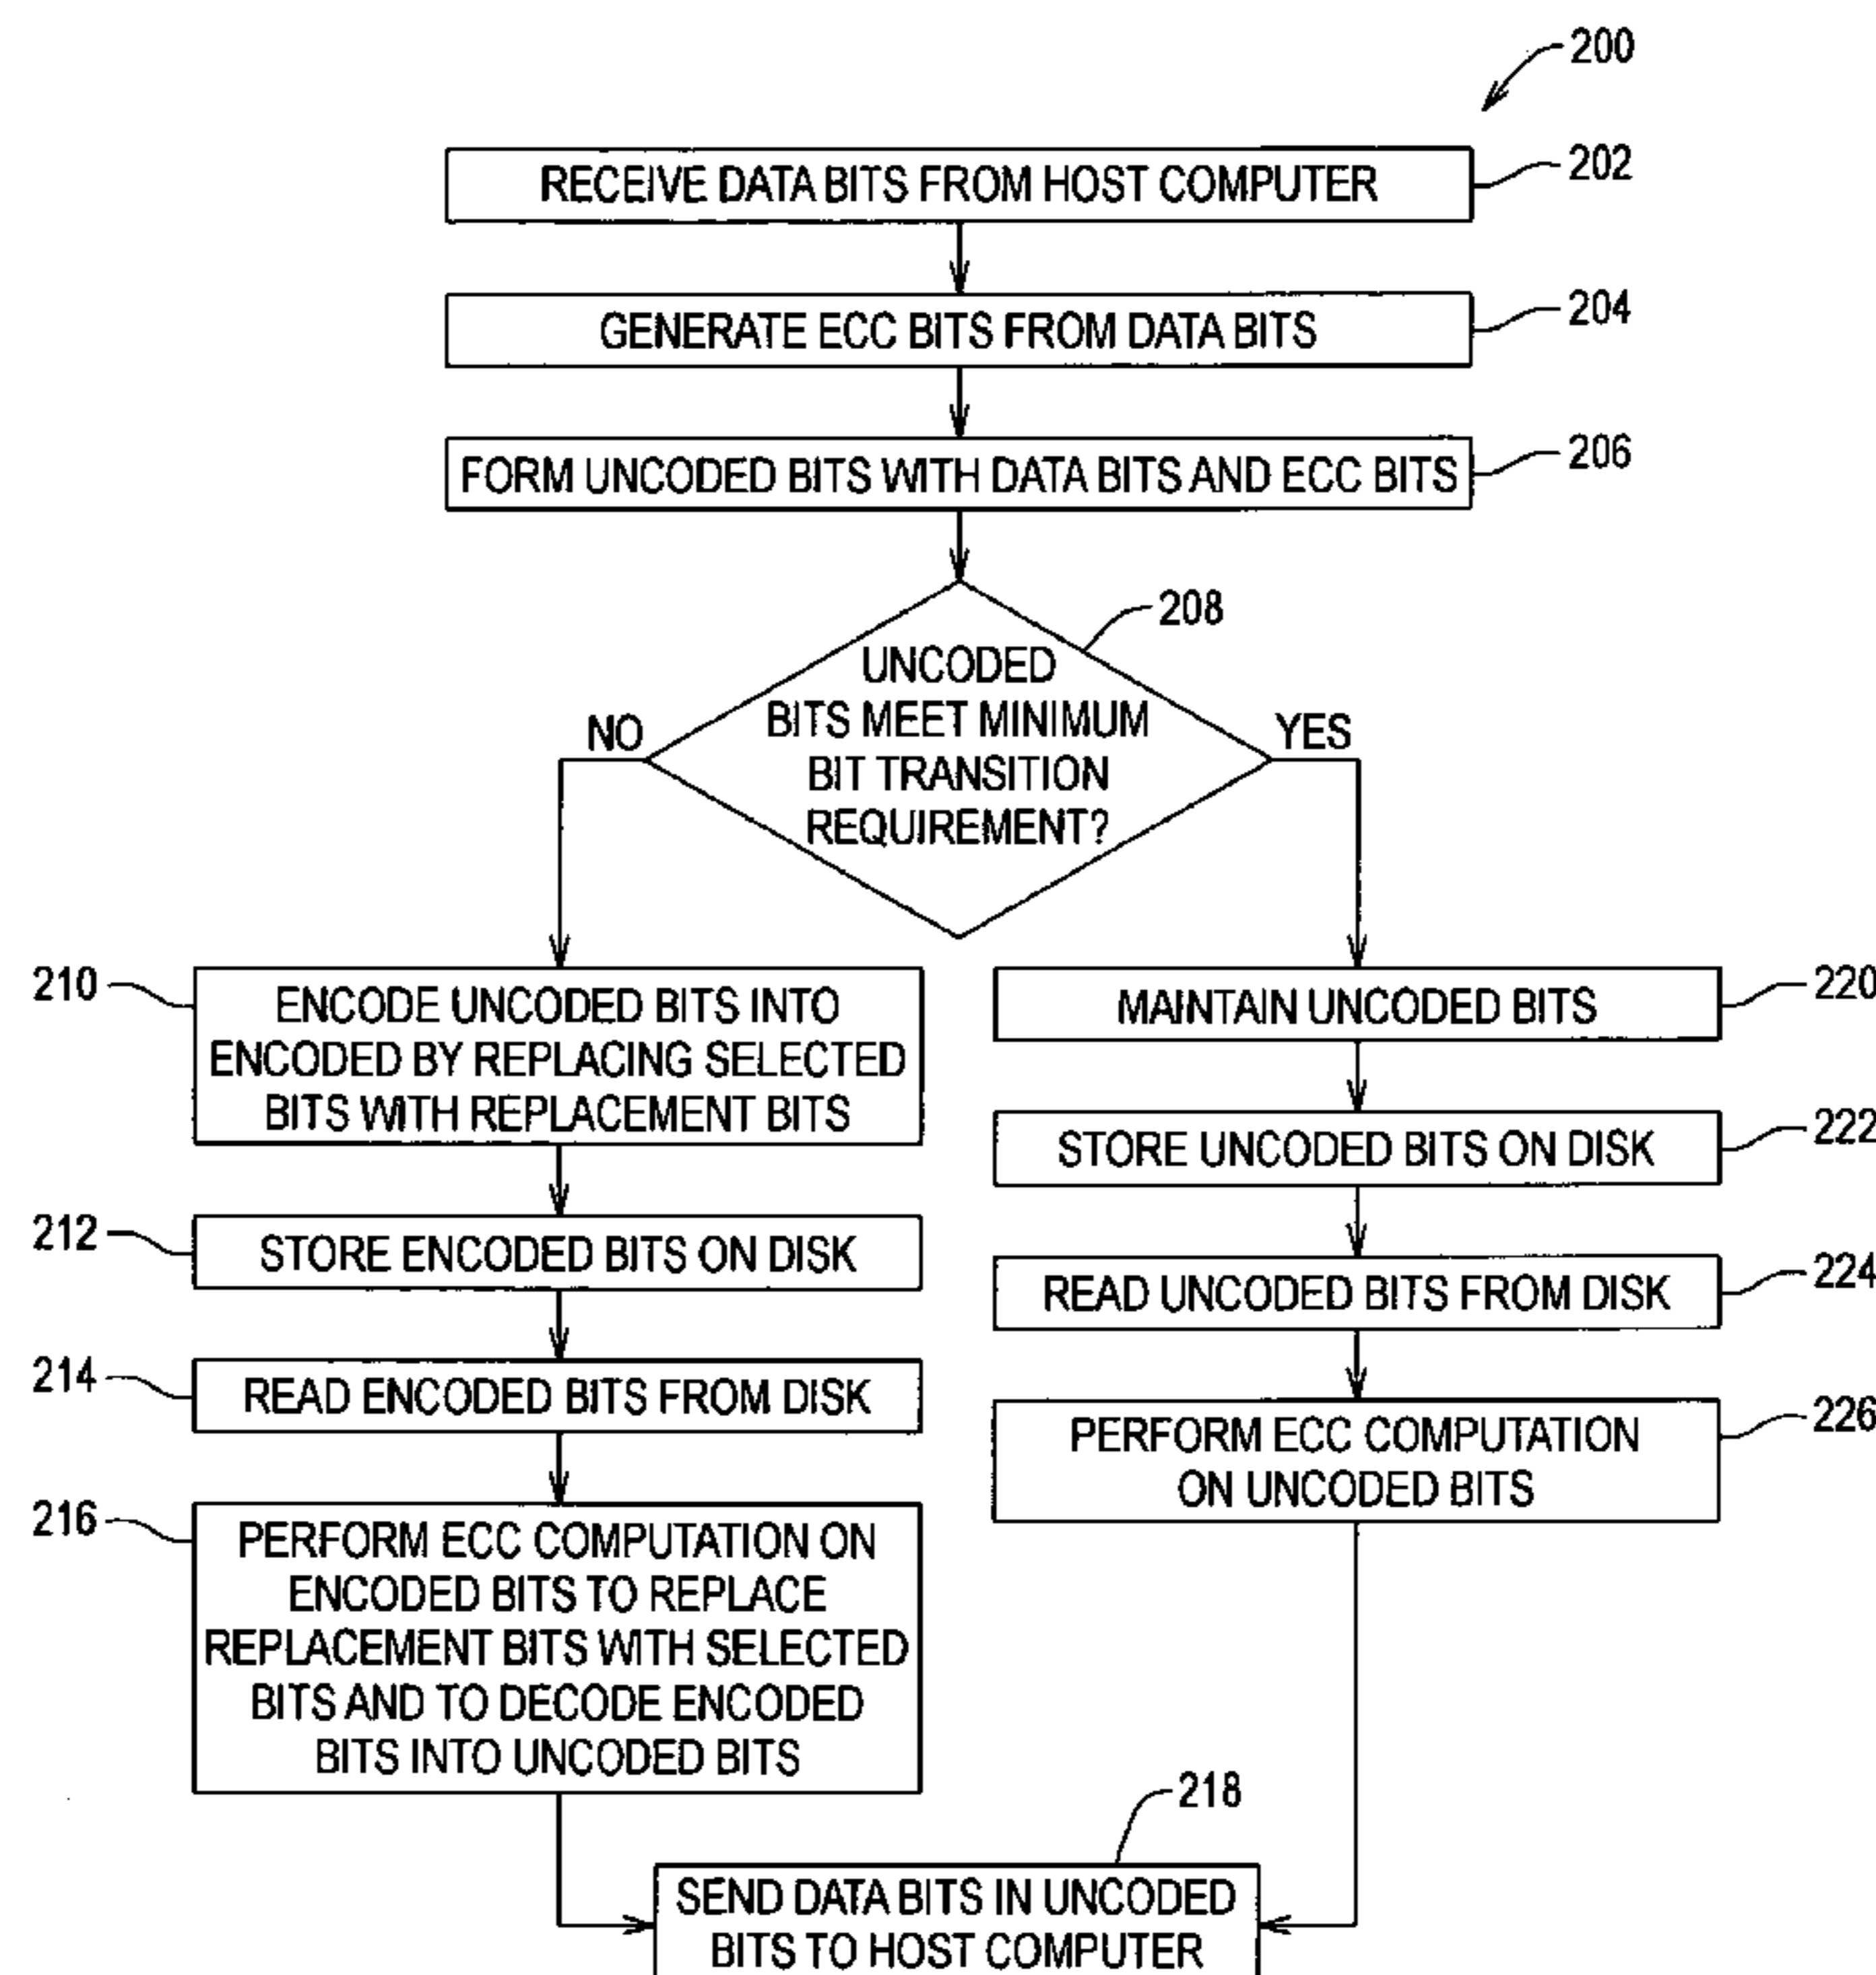 200
RECEIVE DATA BITS FROM HOST COMPUTER
202
GENERATE ECC BITS FROM DATA BITS
204
FORM UNCODED BITS WITH DATA BITS AND ECC BITS
206
208
UNCODED
BITS MEET MINIMUM
BIT TRANSITION
REQUIREMENT?
NO
YES
210
ENCODE UNCODED BITS INTO
ENCODED BY REPLACING SELECTED
BITS WITH REPLACEMENT BITS
212
STORE ENCODED BITS ON DISK
214
READ ENCODED BITS FROM DISK
216
PERFORM ECC COMPUTATION ON
ENCODED BITS TO REPLACE
REPLACEMENT BITS WITH SELECTED
BITS AND TO DECODE ENCODED
BITS INTO UNCODED BITS
MAINTAIN UNCODED BITS
220
STORE UNCODED BITS ON DISK
222
READ UNCODED BITS FROM DISK
224
PERFORM ECC COMPUTATION
ON UNCODED BITS
226
218
SEND DATA BITS IN UNCODED
BITS TO HOST COMPUTER